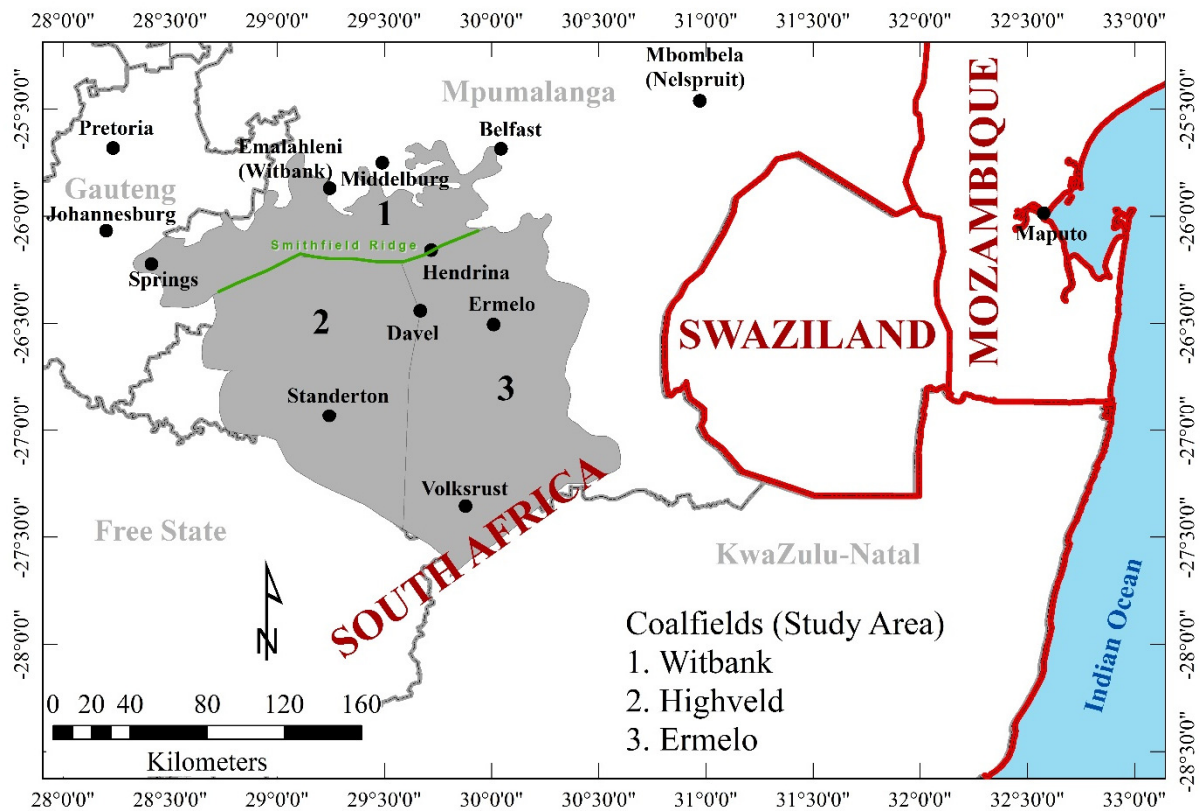 28°0'0" 28°30'0" 29°0'0" 29°30'0" 30°0'0" 30°30'0" 31°0'0" 31°30'0" 32°0'0" 32°30'0" 33°0'0"
-25°30'0"
-26°0'0"
-26°30'0"
-27°0'0"
-27°30'0"
-28°0'0"
-28°30'0"
Mbombela
(Nelspruit)
Mpumalanga
Pretoria
Belfast
Emalahleni
(Witbank)
Middelburg
Gauteng
Johannesburg
1
Smithfield Ridge
Springs
Hendrina
2
Davel
Ermelo
3
Standerton
Volksrust
SWAZILAND
MOZAMBIQUE
Maputo
SOUTH AFRICA
Free State
KwaZulu-Natal
Indian Ocean
N
0 20 40 80 120 160
Kilometers
Coalfields (Study Area)
1. Witbank
2. Highveld
3. Ermelo
-25°30'0"
-26°0'0"
-26°30'0"
-27°0'0"
-27°30'0"
-28°0'0"
-28°30'0"
28°0'0" 28°30'0" 29°0'0" 29°30'0" 30°0'0" 30°30'0" 31°0'0" 31°30'0" 32°0'0" 32°30'0" 33°0'0"